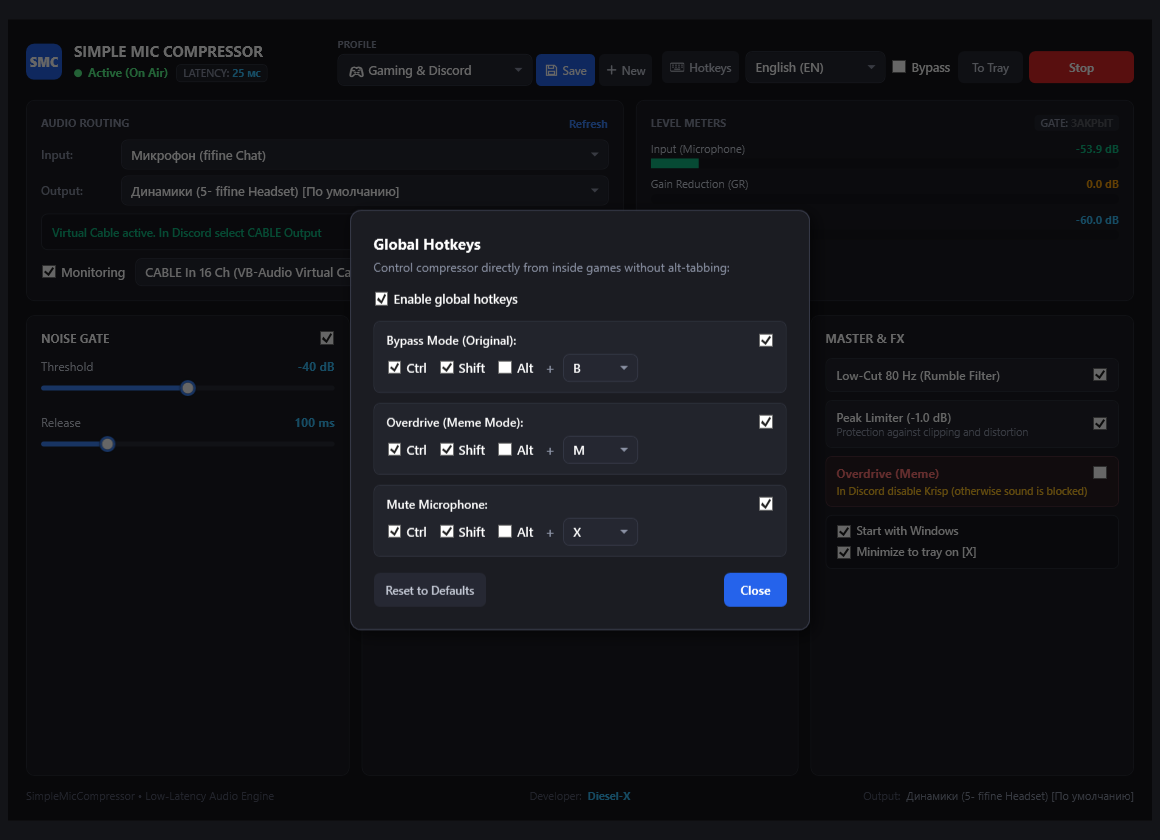 SMC
SIMPLE MIC COMPRESSOR
Active (On Air)
LATENCY: 25 мс
PROFILE
Gaming & Discord
Save
+ New
Hotkeys
English (EN)
Bypass
To Tray
Stop
AUDIO ROUTING
Refresh
Input:
Микрофон (fifine Chat)
Output:
Динамики (5- fifine Headset) [По умолчанию]
Virtual Cable active. In Discord select CABLE Output
Monitoring
CABLE In 16 Ch (VB-Audio Virtual Ca
LEVEL METERS
GATE: ЗАКРЫТ
Input (Microphone)
-53.9 dB
Gain Reduction (GR)
0.0 dB
-60.0 dB
Global Hotkeys
Control compressor directly from inside games without alt-tabbing:
Enable global hotkeys
Bypass Mode (Original):
Ctrl Shift Alt + B
Overdrive (Meme Mode):
Ctrl Shift Alt + M
Mute Microphone:
Ctrl Shift Alt + X
Reset to Defaults
Close
NOISE GATE
Threshold
-40 dB
Release
100 ms
MASTER & FX
Low-Cut 80 Hz (Rumble Filter)
Peak Limiter (-1.0 dB)
Protection against clipping and distortion
Overdrive (Meme)
In Discord disable Krisp (otherwise sound is blocked)
Start with Windows
Minimize to tray on [X]
SimpleMicCompressor • Low-Latency Audio Engine
Developer: Diesel-X
Output: Динамики (5- fifine Headset) [По умолчанию]